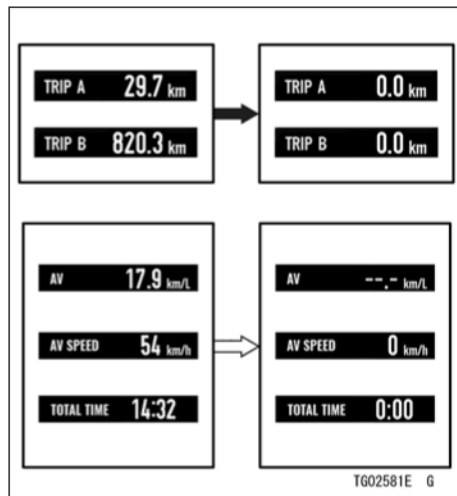 TRIP A 29.7 km
TRIP B 820.3 km
TRIP A 0.0 km
TRIP B 0.0 km
AV 17.9 km/L
AV SPEED 54 km/h
TOTAL TIME 14:32
AV --.- km/L
AV SPEED 0 km/h
TOTAL TIME 0:00
TG02581E G